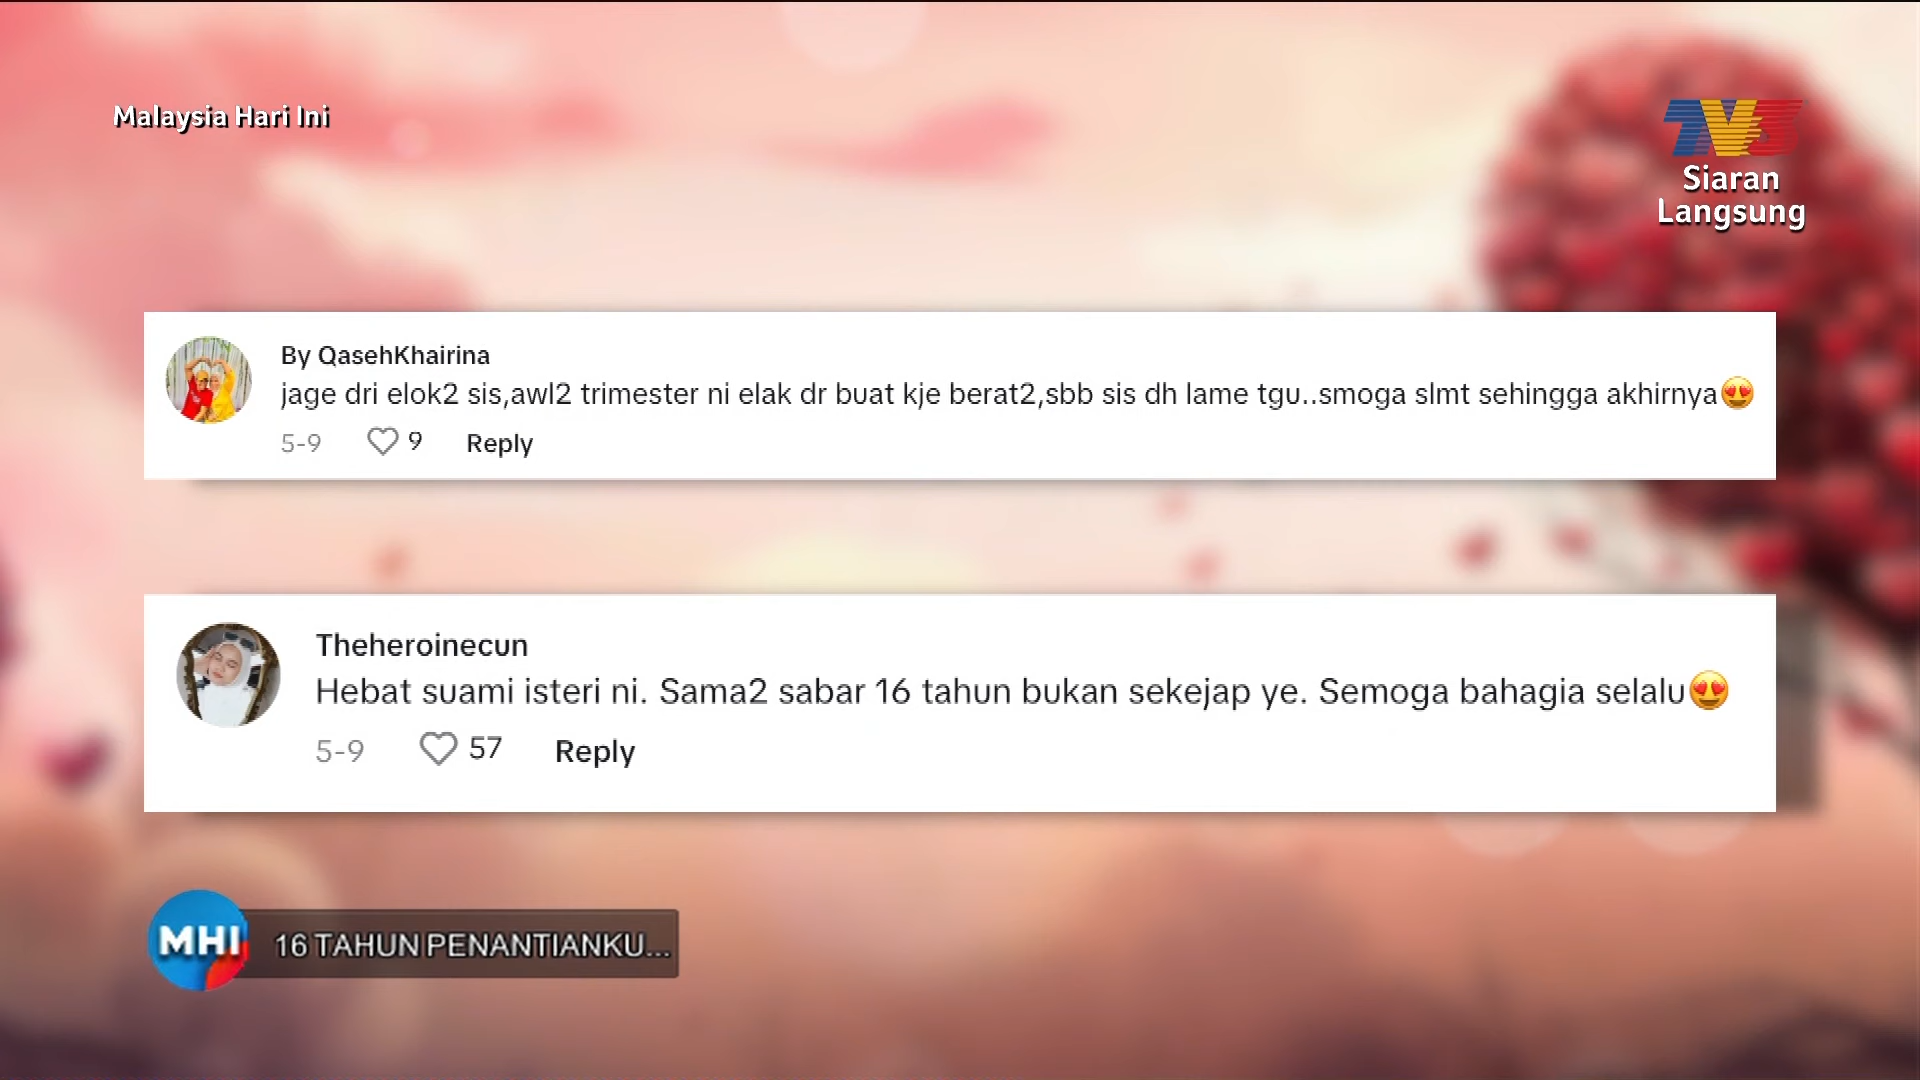 Malaysia Hari Ini
TV3
Siaran
Langsung
By QasehKhairina
jage dri elok2 sis,awl2 trimester ni elak dr buat kje berat2,sbb sis dh lame tgu..smoga slmt sehingga akhirnya😍
5-9 9 Reply
Theheroinecun
Hebat suami isteri ni. Sama2 sabar 16 tahun bukan sekejap ye. Semoga bahagia selalu😍
5-9 57 Reply
MHI 16 TAHUN PENANTIANKU...